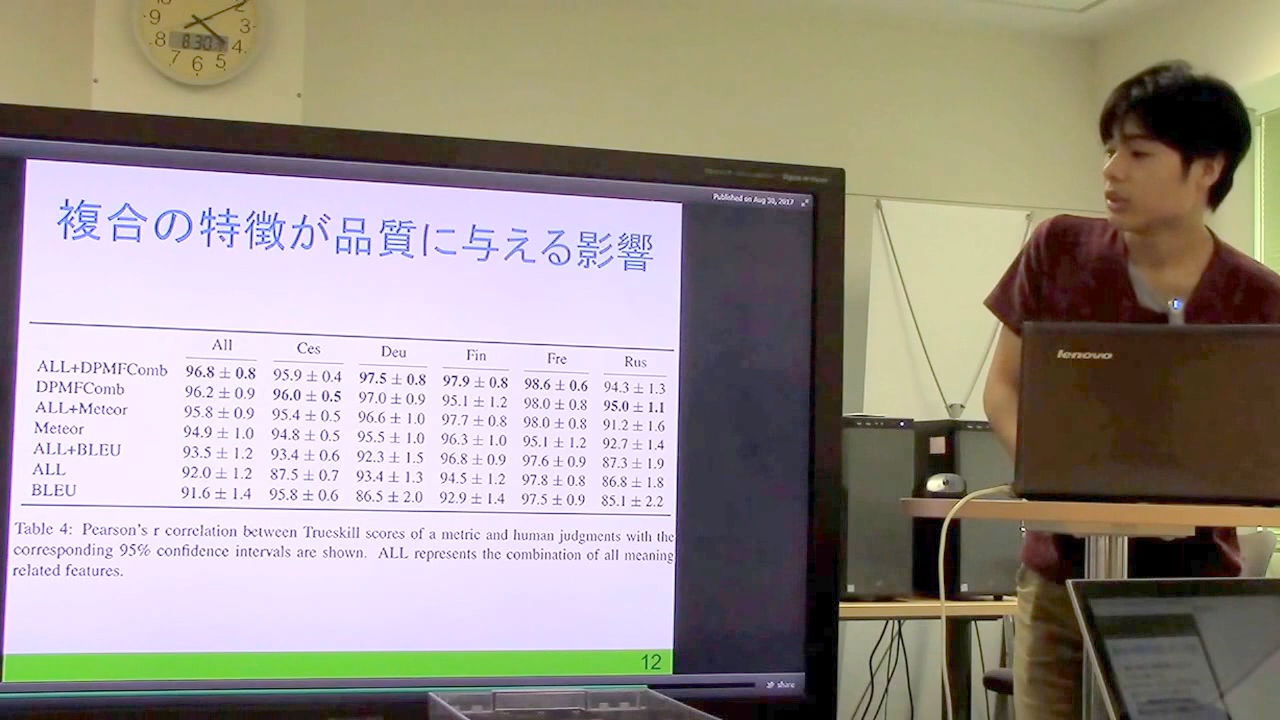 2
3
4
5
6
7
8
8.30
Published on Aug 30, 2017
複合の特徴が品質に与える影響
All Ces Deu Fin Fre Rus
ALL+DPMFComb 96.8 ± 0.8 95.9 ± 0.4 97.5 ± 0.8 97.9 ± 0.8 98.6 ± 0.6 94.3 ± 1.3
DPMFComb 96.2 ± 0.9 96.0 ± 0.5 97.0 ± 0.9 95.1 ± 1.2 98.0 ± 0.8 95.0 ± 1.1
ALL+Meteor 95.8 ± 0.9 95.4 ± 0.5 96.6 ± 1.0 97.7 ± 0.8 98.0 ± 0.8 91.2 ± 1.6
Meteor 94.9 ± 1.0 94.8 ± 0.5 95.5 ± 1.0 96.3 ± 1.0 95.1 ± 1.2 92.7 ± 1.4
ALL+BLEU 93.5 ± 1.2 93.4 ± 0.6 92.3 ± 1.5 96.8 ± 0.9 97.6 ± 0.9 87.3 ± 1.9
ALL 92.0 ± 1.2 87.5 ± 0.7 93.4 ± 1.3 94.5 ± 1.2 97.8 ± 0.8 86.8 ± 1.8
BLEU 91.6 ± 1.4 95.8 ± 0.6 86.5 ± 2.0 92.9 ± 1.4 97.5 ± 0.9 85.1 ± 2.2
Table 4: Pearson's r correlation between Trueskill scores of a metric and human judgments with the
corresponding 95% confidence intervals are shown. ALL represents the combination of all meaning
related features.
12
share
lenovo